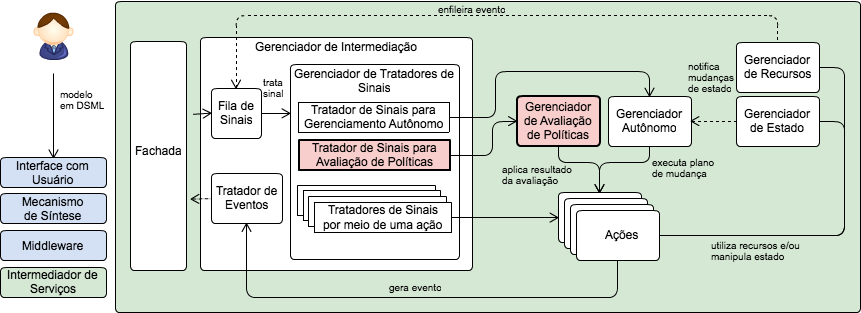 modelo
em DSML
Interface com
Usuário
Mecanismo
de Síntese
Middleware
Intermediador de
Serviços
enfileira evento
Fachada
Gerenciador de Intermediação
Fila de
Sinais
trata
sinal
Tratador de
Eventos
Gerenciador de Tratadores de
Sinais
Tratador de Sinais para
Gerenciamento Autônomo
Tratador de Sinais para
Avaliação de Políticas
Tratadores de Sinais
por meio de uma ação
Gerenciador
de Avaliação
de Políticas
Gerenciador
Autônomo
notifica
mudanças
de estado
Gerenciador
de Recursos
Gerenciador
de Estado
aplica resultado
da avaliação
executa plano
de mudança
Ações
utiliza recursos e/ou
manipula estado
gera evento